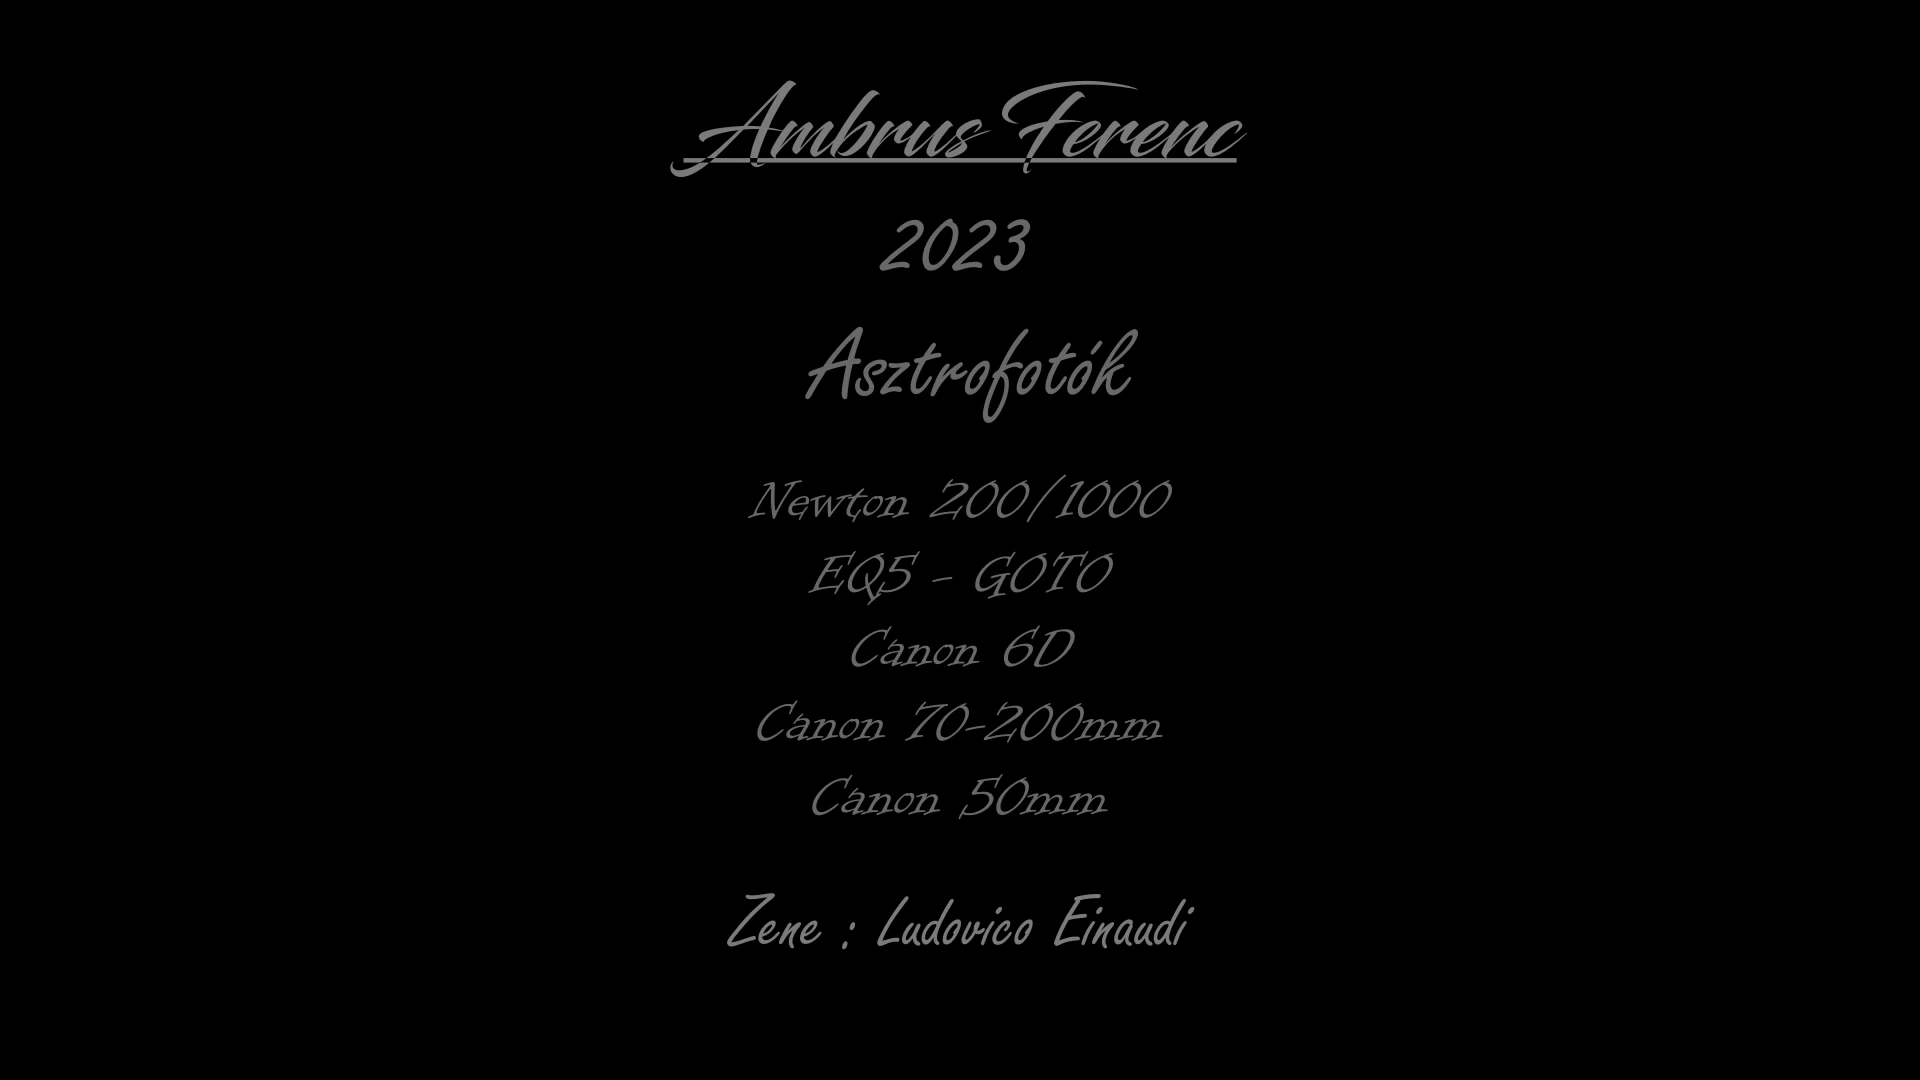 Ambrus Ferenc
2023
Asztrofotók
Newton 200/1000
EQ5 - GOTO
Canon 6D
Canon 70-200mm
Canon 50mm
Zene : Ludovico Einaudi